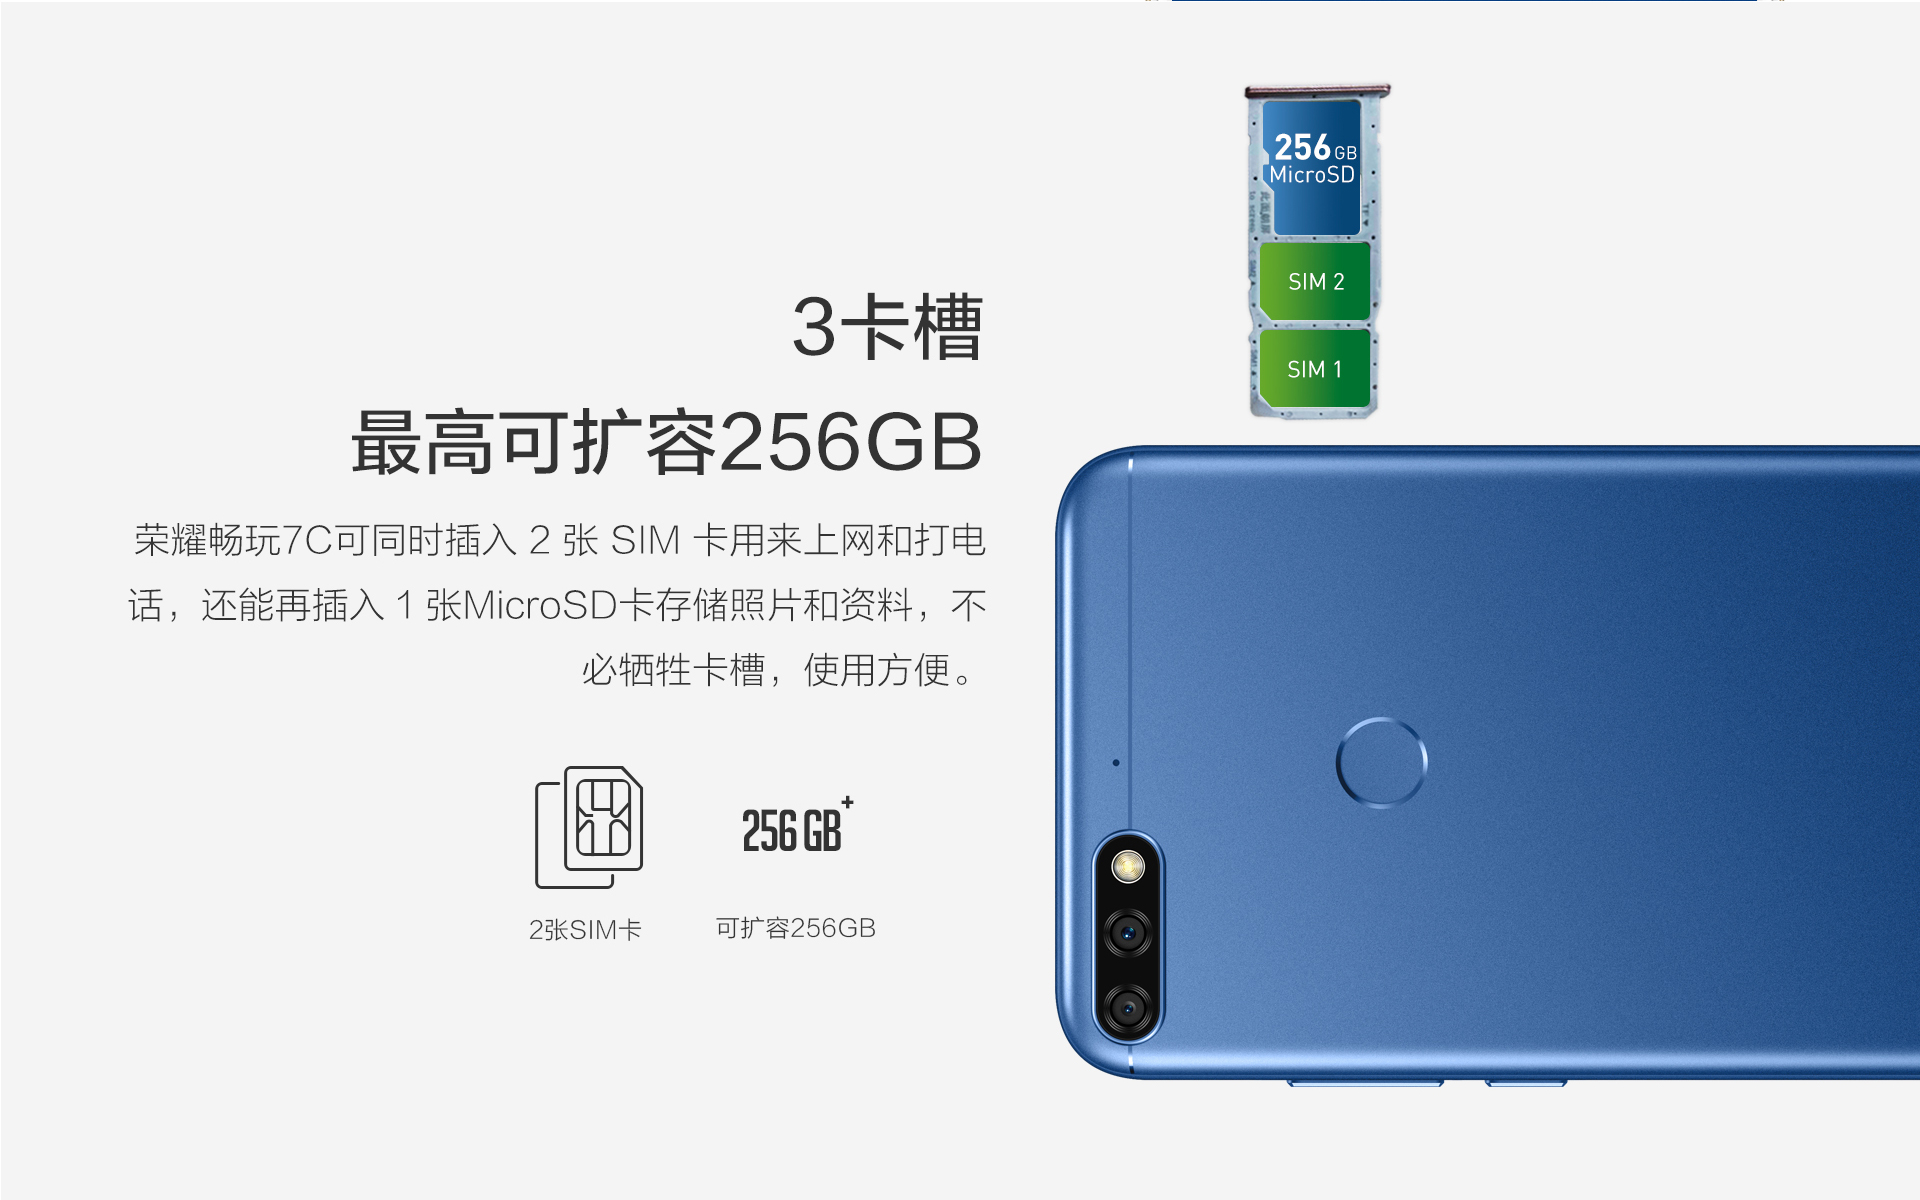 256GB
MicroSD
SIM 2
SIM 1
3卡槽
最高可扩容256GB
荣耀畅玩7C可同时插入 2 张 SIM 卡用来上网和打电
话，还能再插入 1 张MicroSD卡存储照片和资料，不
必牺牲卡槽，使用方便。
256 GB+
2张SIM卡
可扩容256GB